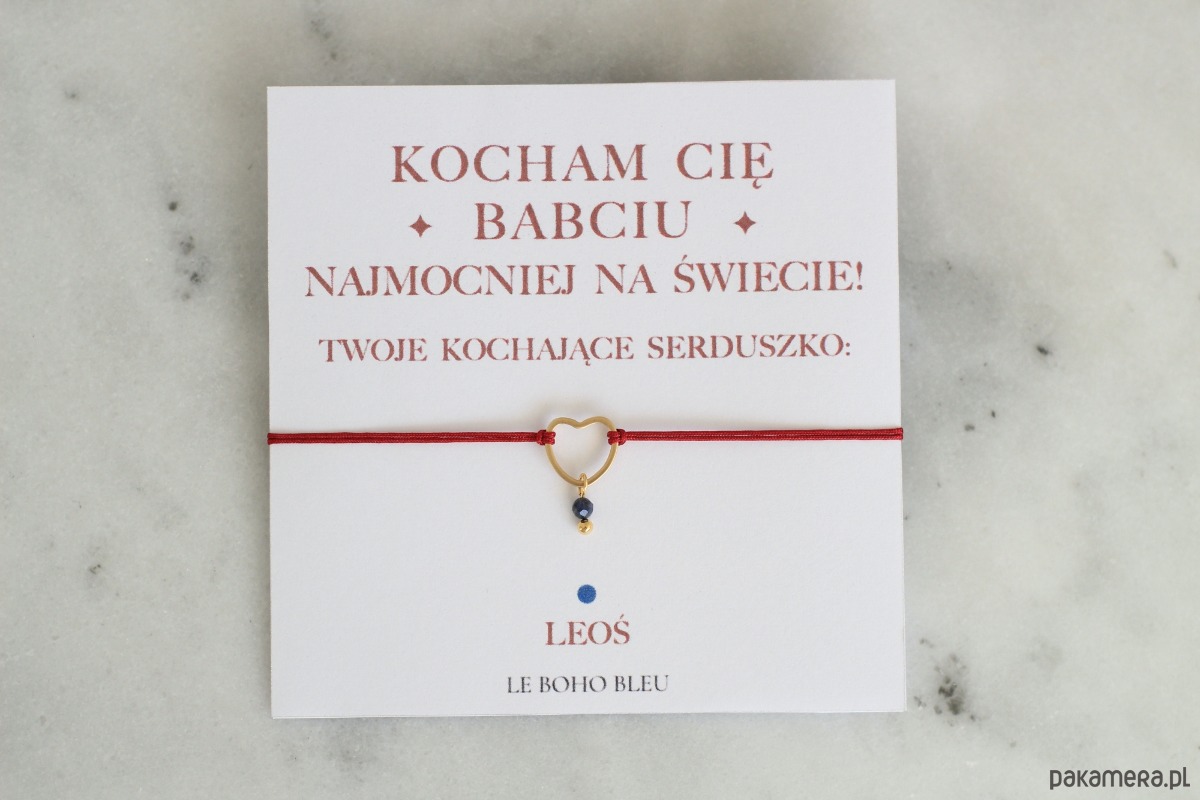 KOCHAM CIĘ
BABCIU
NAJMOCNIEJ NA ŚWIECIE!
TWOJE KOCHAJĄCE SERDUSZKO:
LEOŚ
LE BOHO BLEU
pakamera.pl